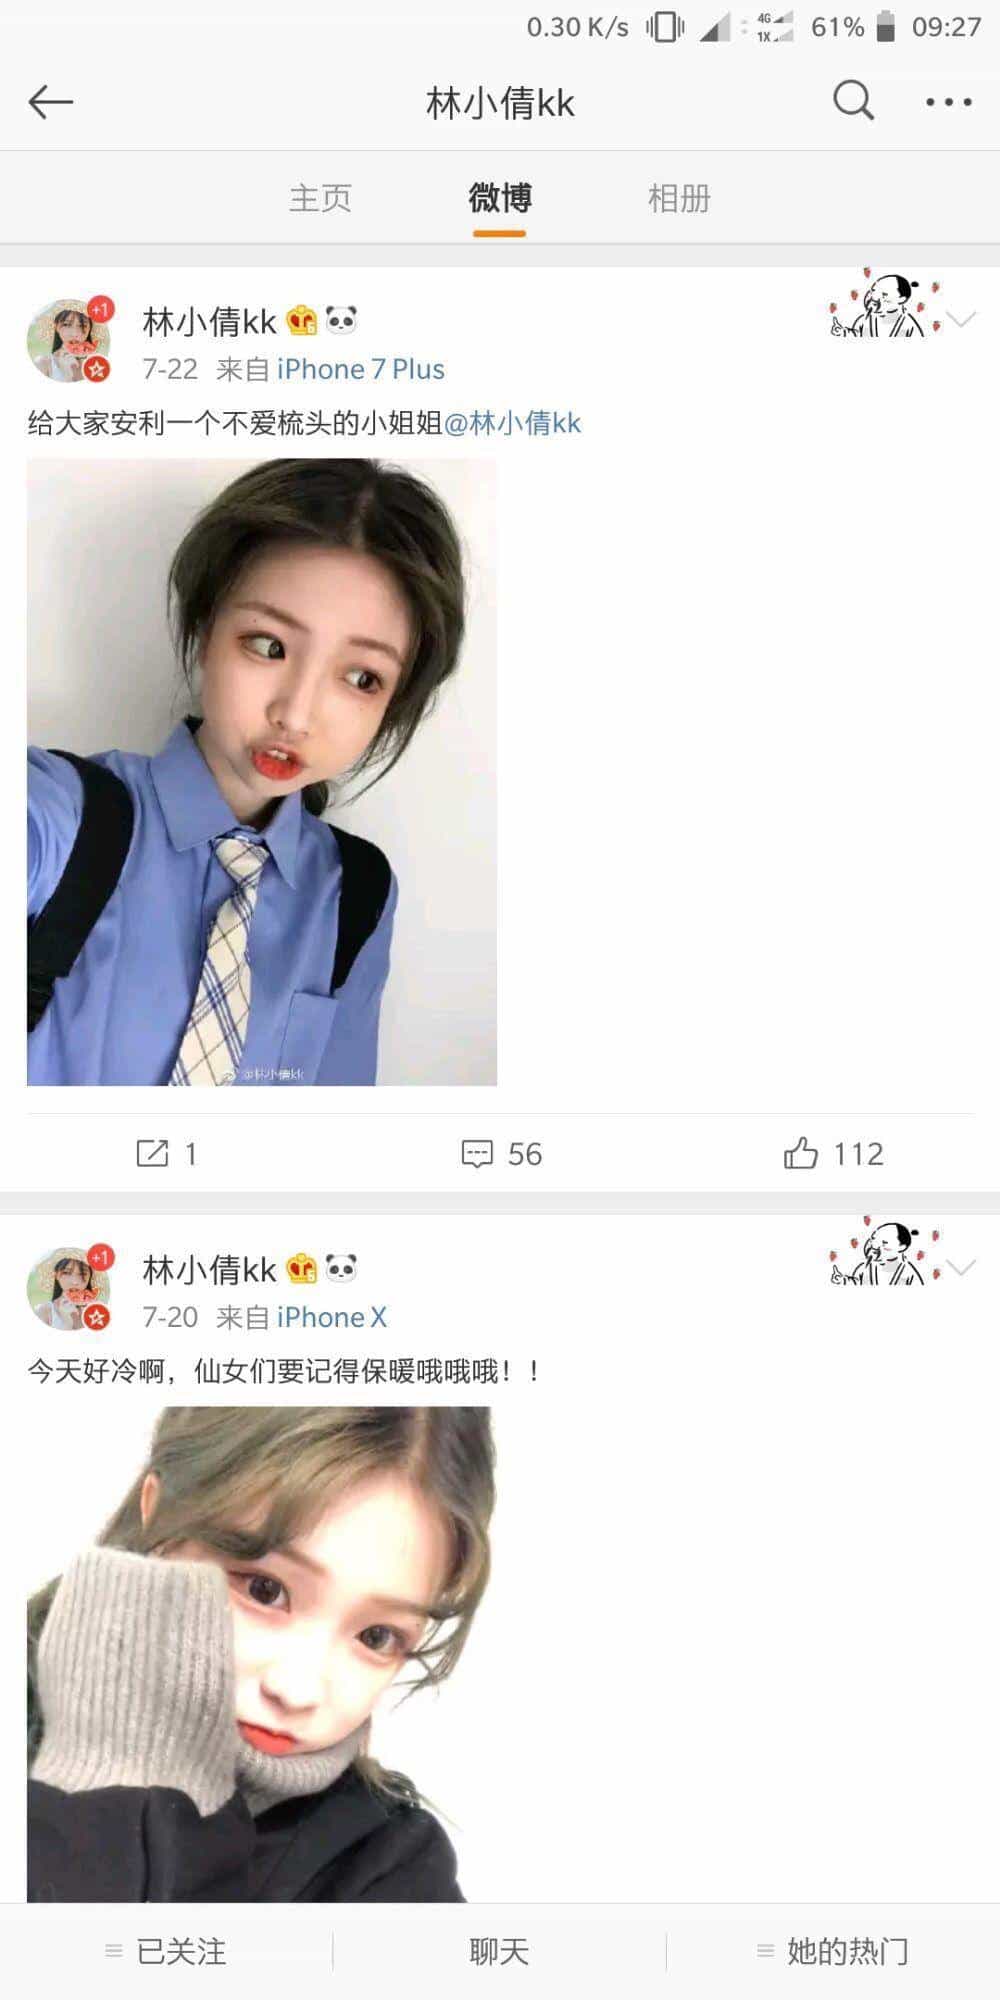 0.30 K/s 4G 1X 61% 09:27
林小倩kk
主页 微博 相册
+1
林小倩kk 6
7-22 来自 iPhone 7 Plus
给大家安利一个不爱梳头的小姐姐@林小倩kk
@林小倩kk
1 56 112
+1
林小倩kk 6
7-20 来自 iPhone X
今天好冷啊，仙女们要记得保暖哦哦哦！！
已关注 聊天 她的热门